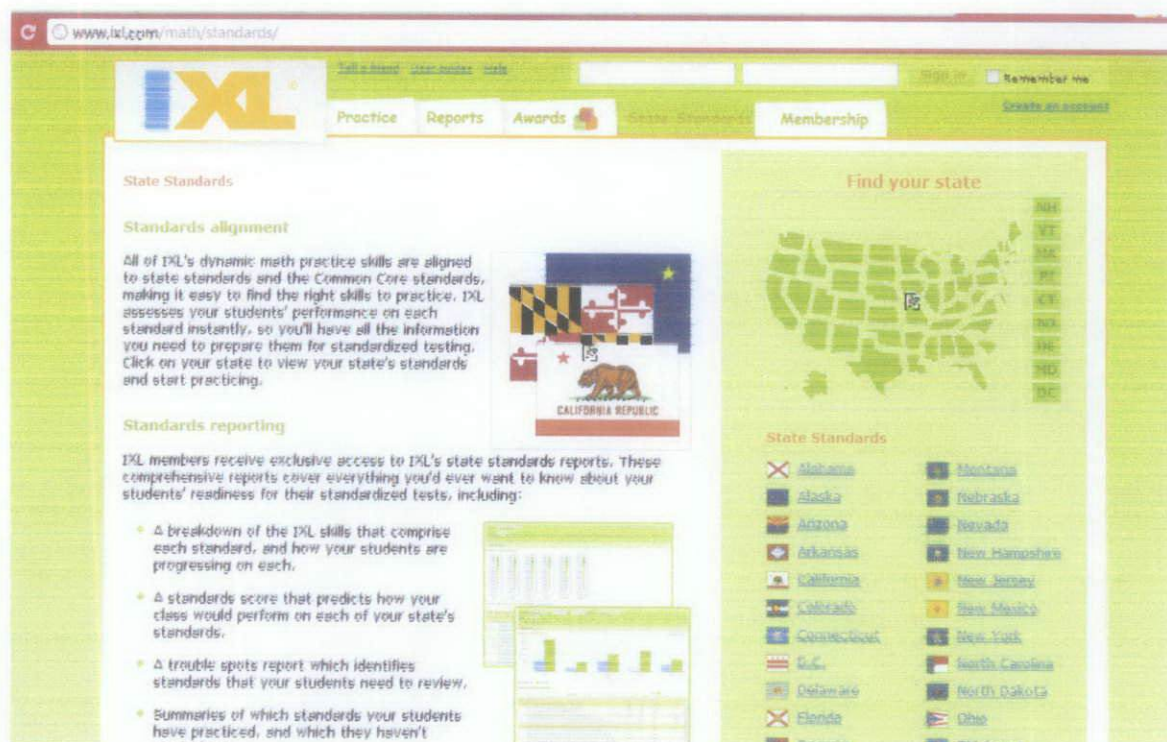 www.ixl.com/math/standards/
Tell a friend User guides Help
Sign in Remember me
Create an account
IXL
Practice Reports Awards State Standards Membership
State Standards
Standards alignment
All of IXL's dynamic math practice skills are aligned
to state standards and the Common Core standards,
making it easy to find the right skills to practice. IXL
assesses your students' performance on each
standard instantly, so you'll have all the information
you need to prepare them for standardized testing.
Click on your state to view your state's standards
and start practicing.
CALIFORNIA REPUBLIC
Standards reporting
IXL members receive exclusive access to IXL's state standards reports. These
comprehensive reports cover everything you'd ever want to know about your
students' readiness for their standardized tests, including:
A breakdown of the IXL skills that comprise
each standard, and how your students are
progressing on each.
A standards score that predicts how your
class would perform on each of your state's
standards.
A trouble spots report which identifies
standards that your students need to review.
Summaries of which standards your students
have practiced, and which they haven't
Find your state
NH
VT
MA
RI
CT
NJ
DE
MD
DC
State Standards
Alabama
Alaska
Arizona
Arkansas
California
Colorado
Connecticut
D.C.
Delaware
Florida
Montana
Nebraska
Nevada
New Hampshire
New Jersey
New Mexico
New York
North Carolina
North Dakota
Ohio